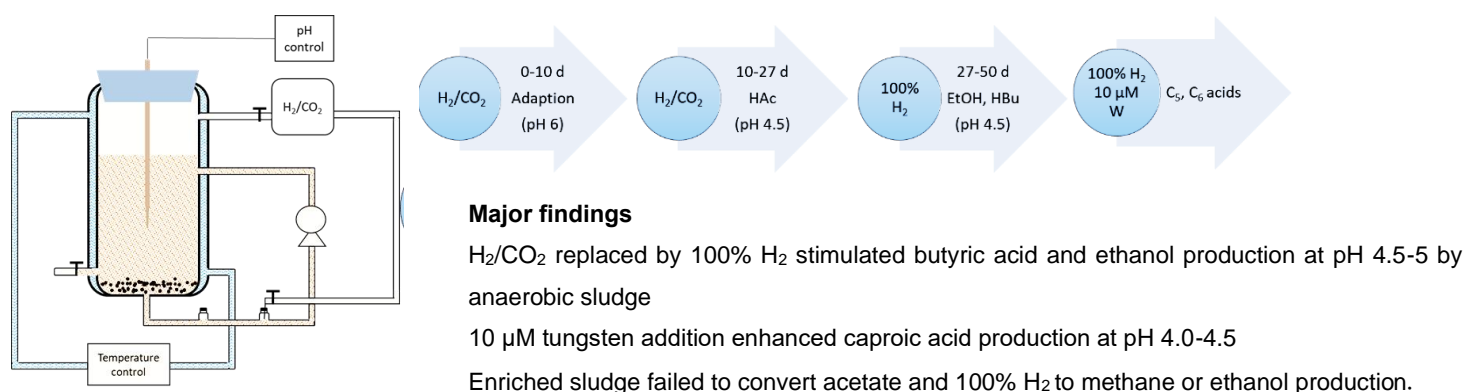 pH
control
H₂/CO₂
Temperature
control
H₂/CO₂
0-10 d
Adaption
(pH 6)
H₂/CO₂
10-27 d
HAc
(pH 4.5)
100%
H₂
27-50 d
EtOH, HBu
(pH 4.5)
100% H₂
10 µM
W
C₅, C₆ acids
Major findings
H₂/CO₂ replaced by 100% H₂ stimulated butyric acid and ethanol production at pH 4.5-5 by
anaerobic sludge
10 µM tungsten addition enhanced caproic acid production at pH 4.0-4.5
Enriched sludge failed to convert acetate and 100% H₂ to methane or ethanol production.